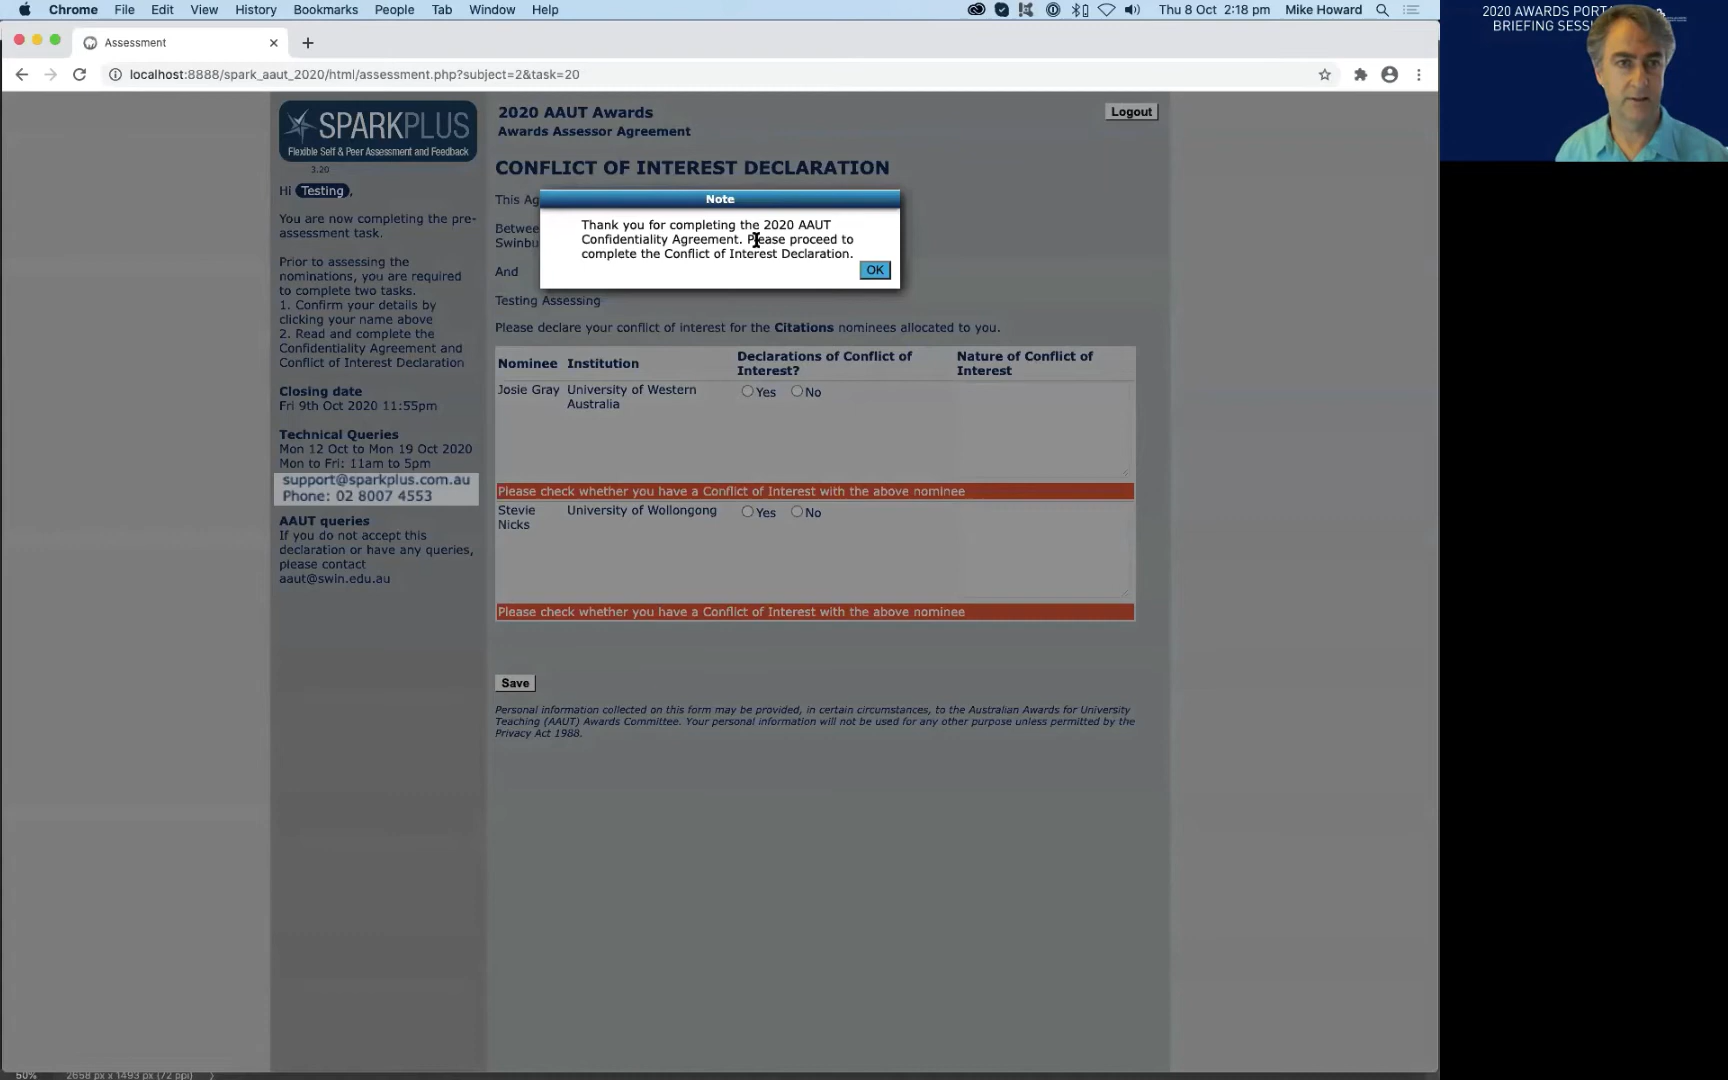 Chrome File Edit View History Bookmarks People Tab Window Help
Thu 8 Oct 2:18 pm Mike Howard
2020 AWARDS
BRIEFING
Assessment
localhost:8888/spark_aaut_2020/html/assessment.php?subject=2&task=20
SPARKPLUS
Flexible Self & Peer Assessment and Feedback
3.20
Hi Testing,
You are now completing the pre-
assessment task.
Prior to assessing the
nominations, you are required
to complete two tasks.
1. Confirm your details by
clicking your name above
2. Read and complete the
Confidentiality Agreement and
Conflict of Interest Declaration
Closing date
Fri 9th Oct 2020 11:55pm
Technical Queries
Mon 12 Oct to Mon 19 Oct 2020
Mon to Fri: 11am to 5pm
support@sparkplus.com.au
Phone: 02 8007 4553
AAUT queries
If you do not accept this
declaration or have any queries,
please contact
aaut@swin.edu.au
2020 AAUT Awards
Logout
Awards Assessor Agreement
CONFLICT OF INTEREST DECLARATION
This Ag
Betwee
Swinbu
And
Testing Assessing
Note
Thank you for completing the 2020 AAUT
Confidentiality Agreement. Please proceed to
complete the Conflict of Interest Declaration.
OK
Please declare your conflict of interest for the Citations nominees allocated to you.
Nominee Institution Declarations of Conflict of Interest? Nature of Conflict of Interest
Josie Gray University of Western Australia Yes No
Please check whether you have a Conflict of Interest with the above nominee
Stevie Nicks University of Wollongong Yes No
Please check whether you have a Conflict of Interest with the above nominee
Save
Personal information collected on this form may be provided, in certain circumstances, to the Australian Awards for University
Teaching (AAUT) Awards Committee. Your personal information will not be used for any other purpose unless permitted by the
Privacy Act 1988.
50% 2658 px x 1493 px (72 ppi)